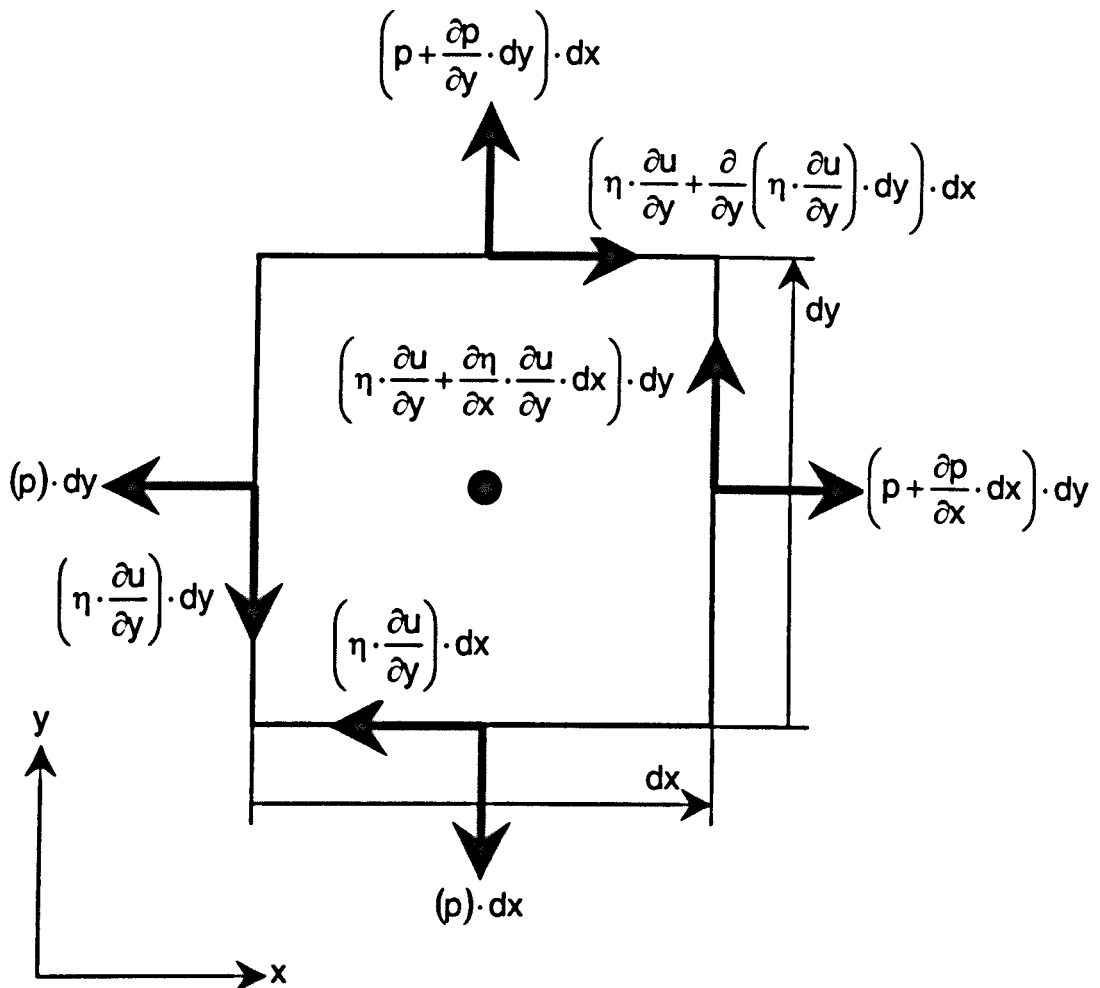 (p + ∂p/∂y · dy) · dx
(η · ∂u/∂y + ∂/∂y (η · ∂u/∂y) · dy) · dx
dy
(η · ∂u/∂y + ∂η/∂x · ∂u/∂y · dx) · dy
(p) · dy
(p + ∂p/∂x · dx) · dy
(η · ∂u/∂y) · dy
(η · ∂u/∂y) · dx
y
dx
(p) · dx
x